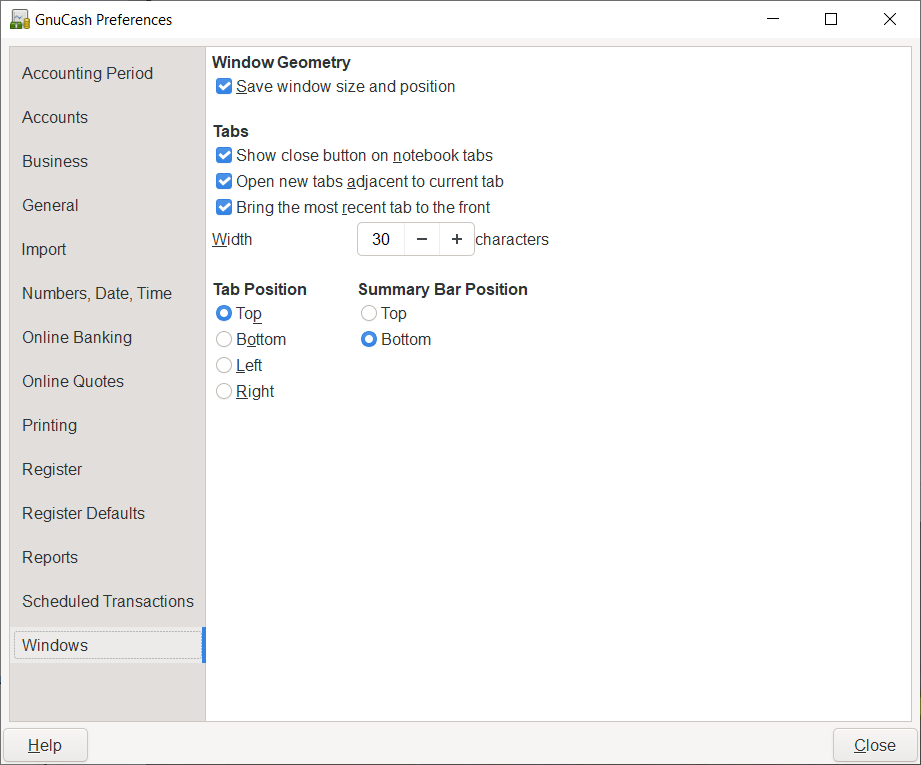 GnuCash Preferences
Accounting Period
Accounts
Business
General
Import
Numbers, Date, Time
Online Banking
Online Quotes
Printing
Register
Register Defaults
Reports
Scheduled Transactions
Windows
Window Geometry
Save window size and position
Tabs
Show close button on notebook tabs
Open new tabs adjacent to current tab
Bring the most recent tab to the front
Width 30 characters
Tab Position
Top
Bottom
Left
Right
Summary Bar Position
Top
Bottom
Help
Close